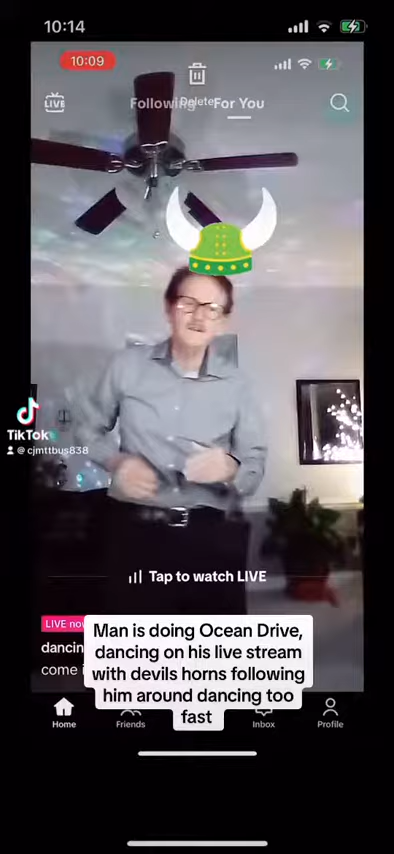 10:14
10:09
LIVE
Following
Delete
For You
TikTok
@cjmttbus838
Tap to watch LIVE
LIVE now
dancin
come i
Man is doing Ocean Drive,
dancing on his live stream
with devils horns following
him around dancing too
fast
Home
Friends
Inbox
Profile